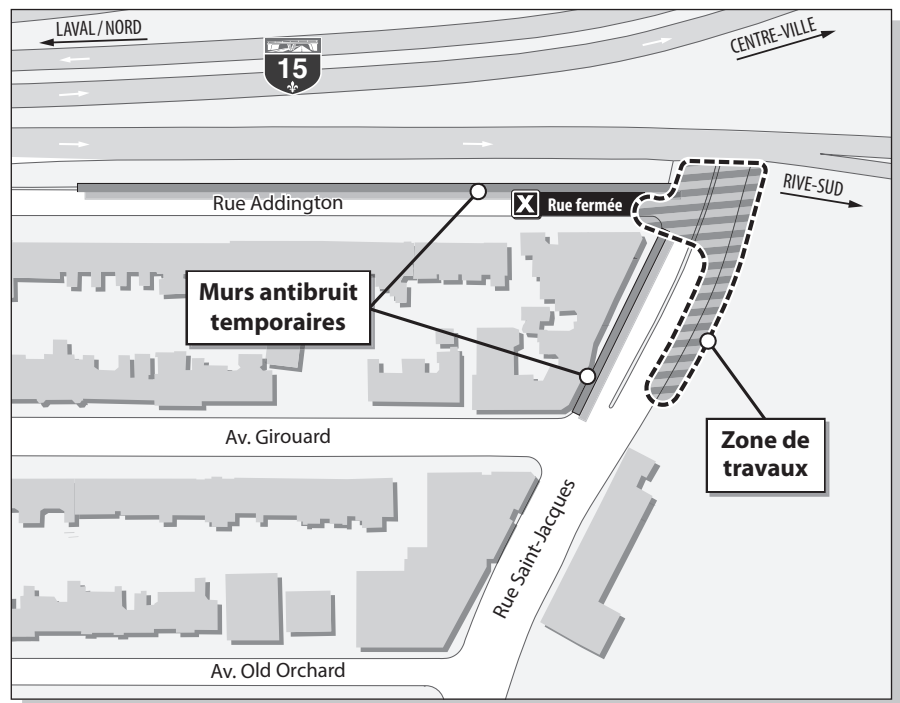 LAVAL / NORD
CENTRE-VILLE
15
RIVE-SUD
Rue Addington
X Rue fermée
Murs antibruit
temporaires
Av. Girouard
Zone de
travaux
Rue Saint-Jacques
Av. Old Orchard